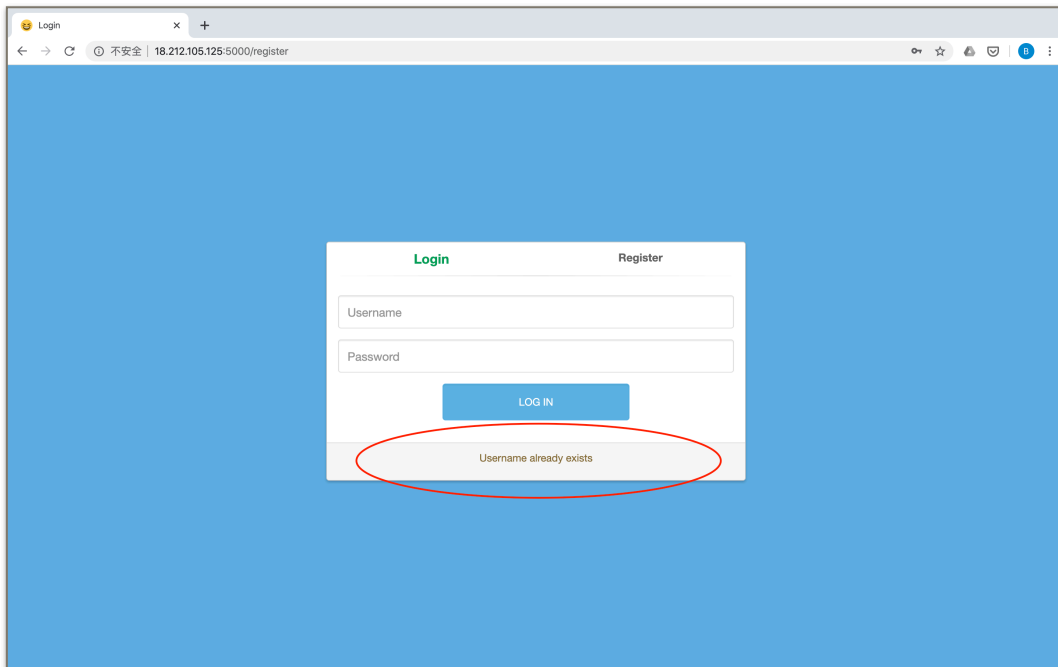 Login
不安全 18.212.105.125:5000/register
B
Login Register
Username
Password
LOG IN
Username already exists